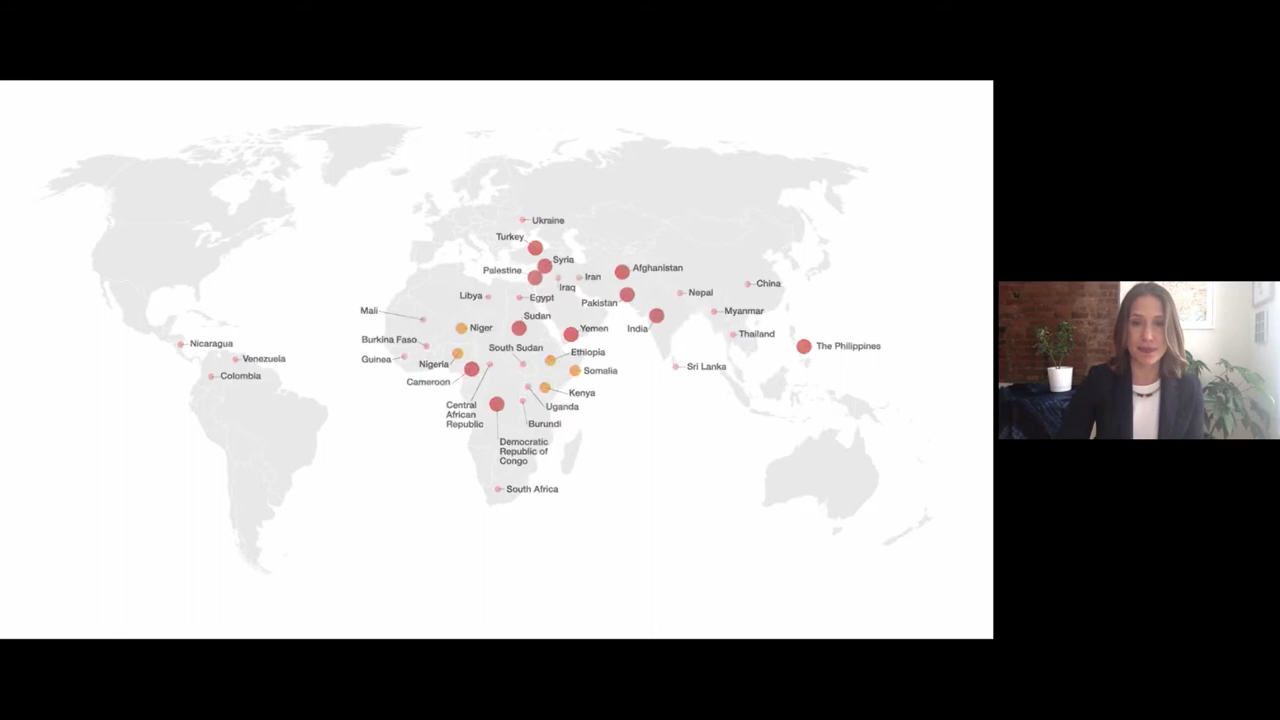 Ukraine
Turkey
Syria
Palestine
Afghanistan
Iran
Iraq
China
Nepal
Libya
Egypt
Pakistan
Mali
Myanmar
Sudan
Niger
Yemen
India
Thailand
Burkina Faso
Nicaragua
South Sudan
The Philippines
Ethiopia
Guinea
Venezuela
Nigeria
Sri Lanka
Somalia
Colombia
Cameroon
Kenya
Central
African
Republic
Uganda
Burundi
Democratic
Republic of
Congo
South Africa